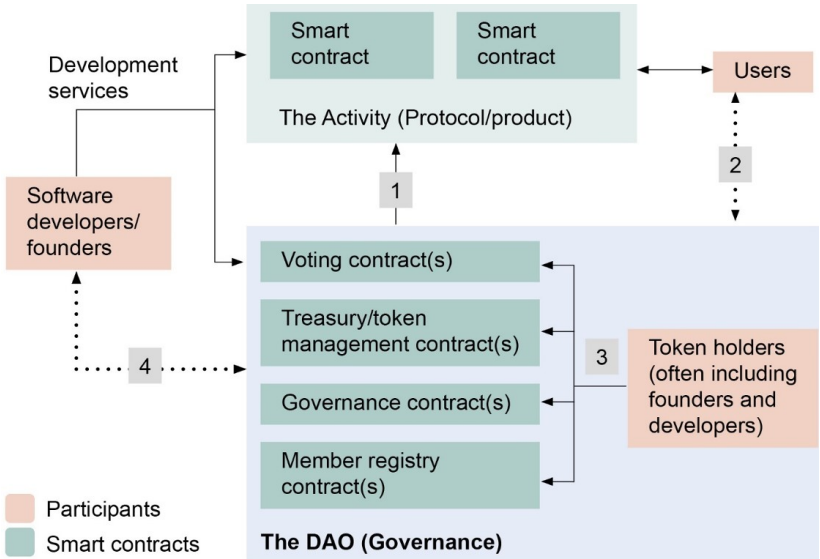 Smart
contract
Smart
contract
The Activity (Protocol/product)
Users
Development
services
1
2
Software
developers/
founders
Voting contract(s)
Treasury/token
management contract(s)
Governance contract(s)
Member registry
contract(s)
The DAO (Governance)
3
Token holders
(often including
founders and
developers)
4
Participants
Smart contracts